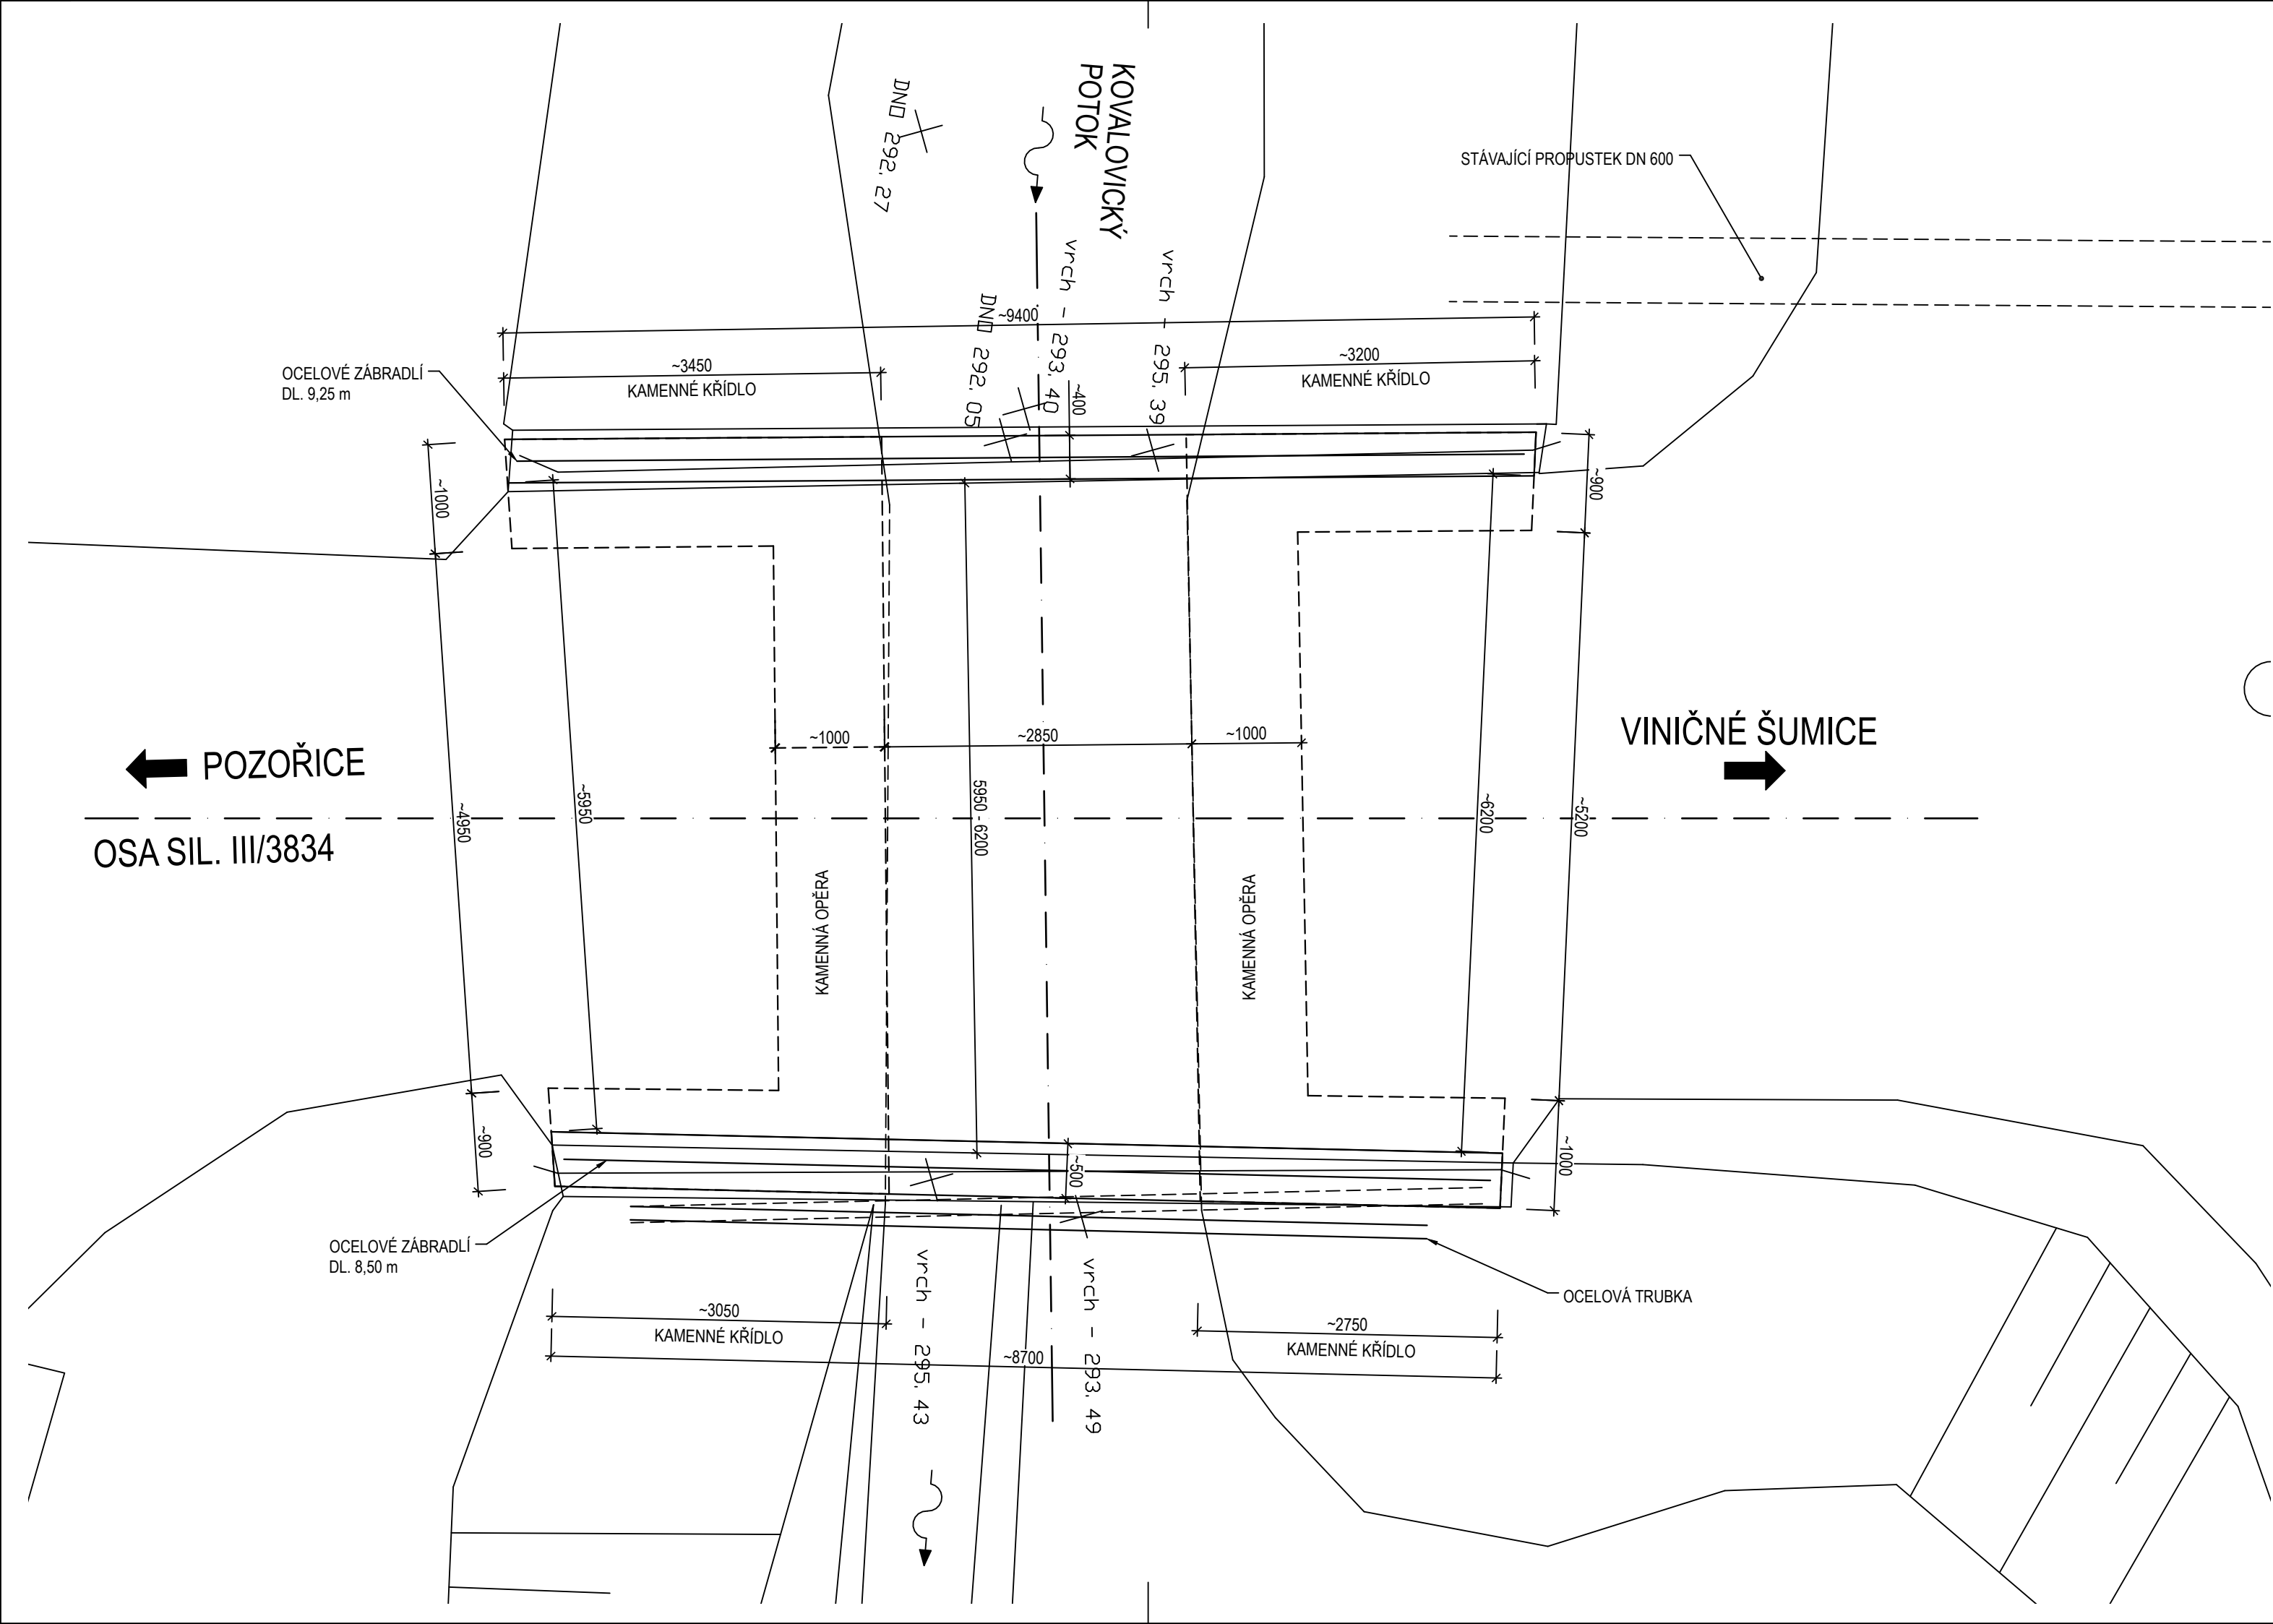 KOVALOVICKÝ
POTOK
DNO 292. 27
STÁVAJÍCÍ PROPUSTEK DN 600
vrch - 293. 40
vrch - 295. 39
DNO 292. 05
~9400
~3450
KAMENNÉ KŘÍDLO
~3200
KAMENNÉ KŘÍDLO
OCELOVÉ ZÁBRADLÍ
DL. 9,25 m
~400
~1000
~900
~1000
~2850
~1000
POZOŘICE
VINIČNÉ ŠUMICE
OSA SIL. III/3834
~4950
~5950
5950 - 6200
~6200
~5200
KAMENNÁ OPĚRA
KAMENNÁ OPĚRA
~900
~500
~1000
OCELOVÉ ZÁBRADLÍ
DL. 8,50 m
OCELOVÁ TRUBKA
vrch - 295. 43
vrch - 293. 49
~3050
KAMENNÉ KŘÍDLO
~2750
KAMENNÉ KŘÍDLO
~8700